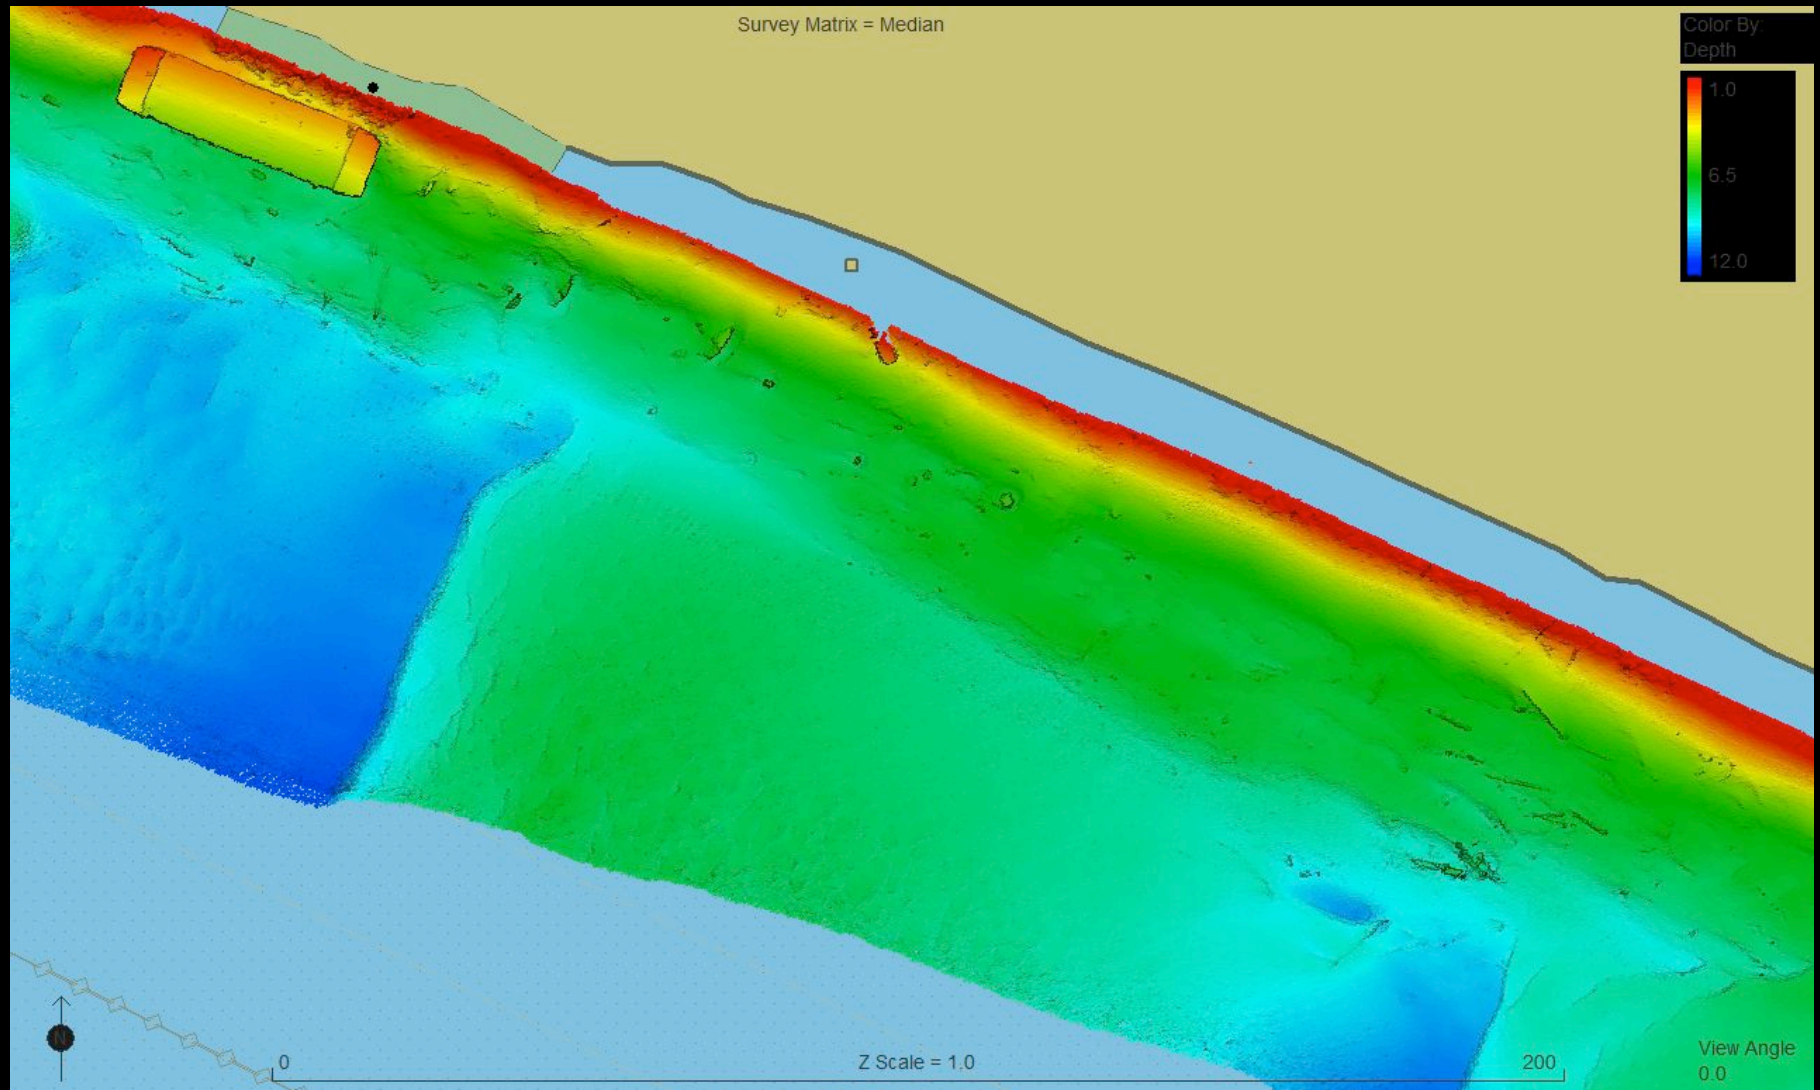 Survey Matrix = Median
Color By:
Depth
1.0
6.5
12.0
N
0
Z Scale = 1.0
200
View Angle
0.0